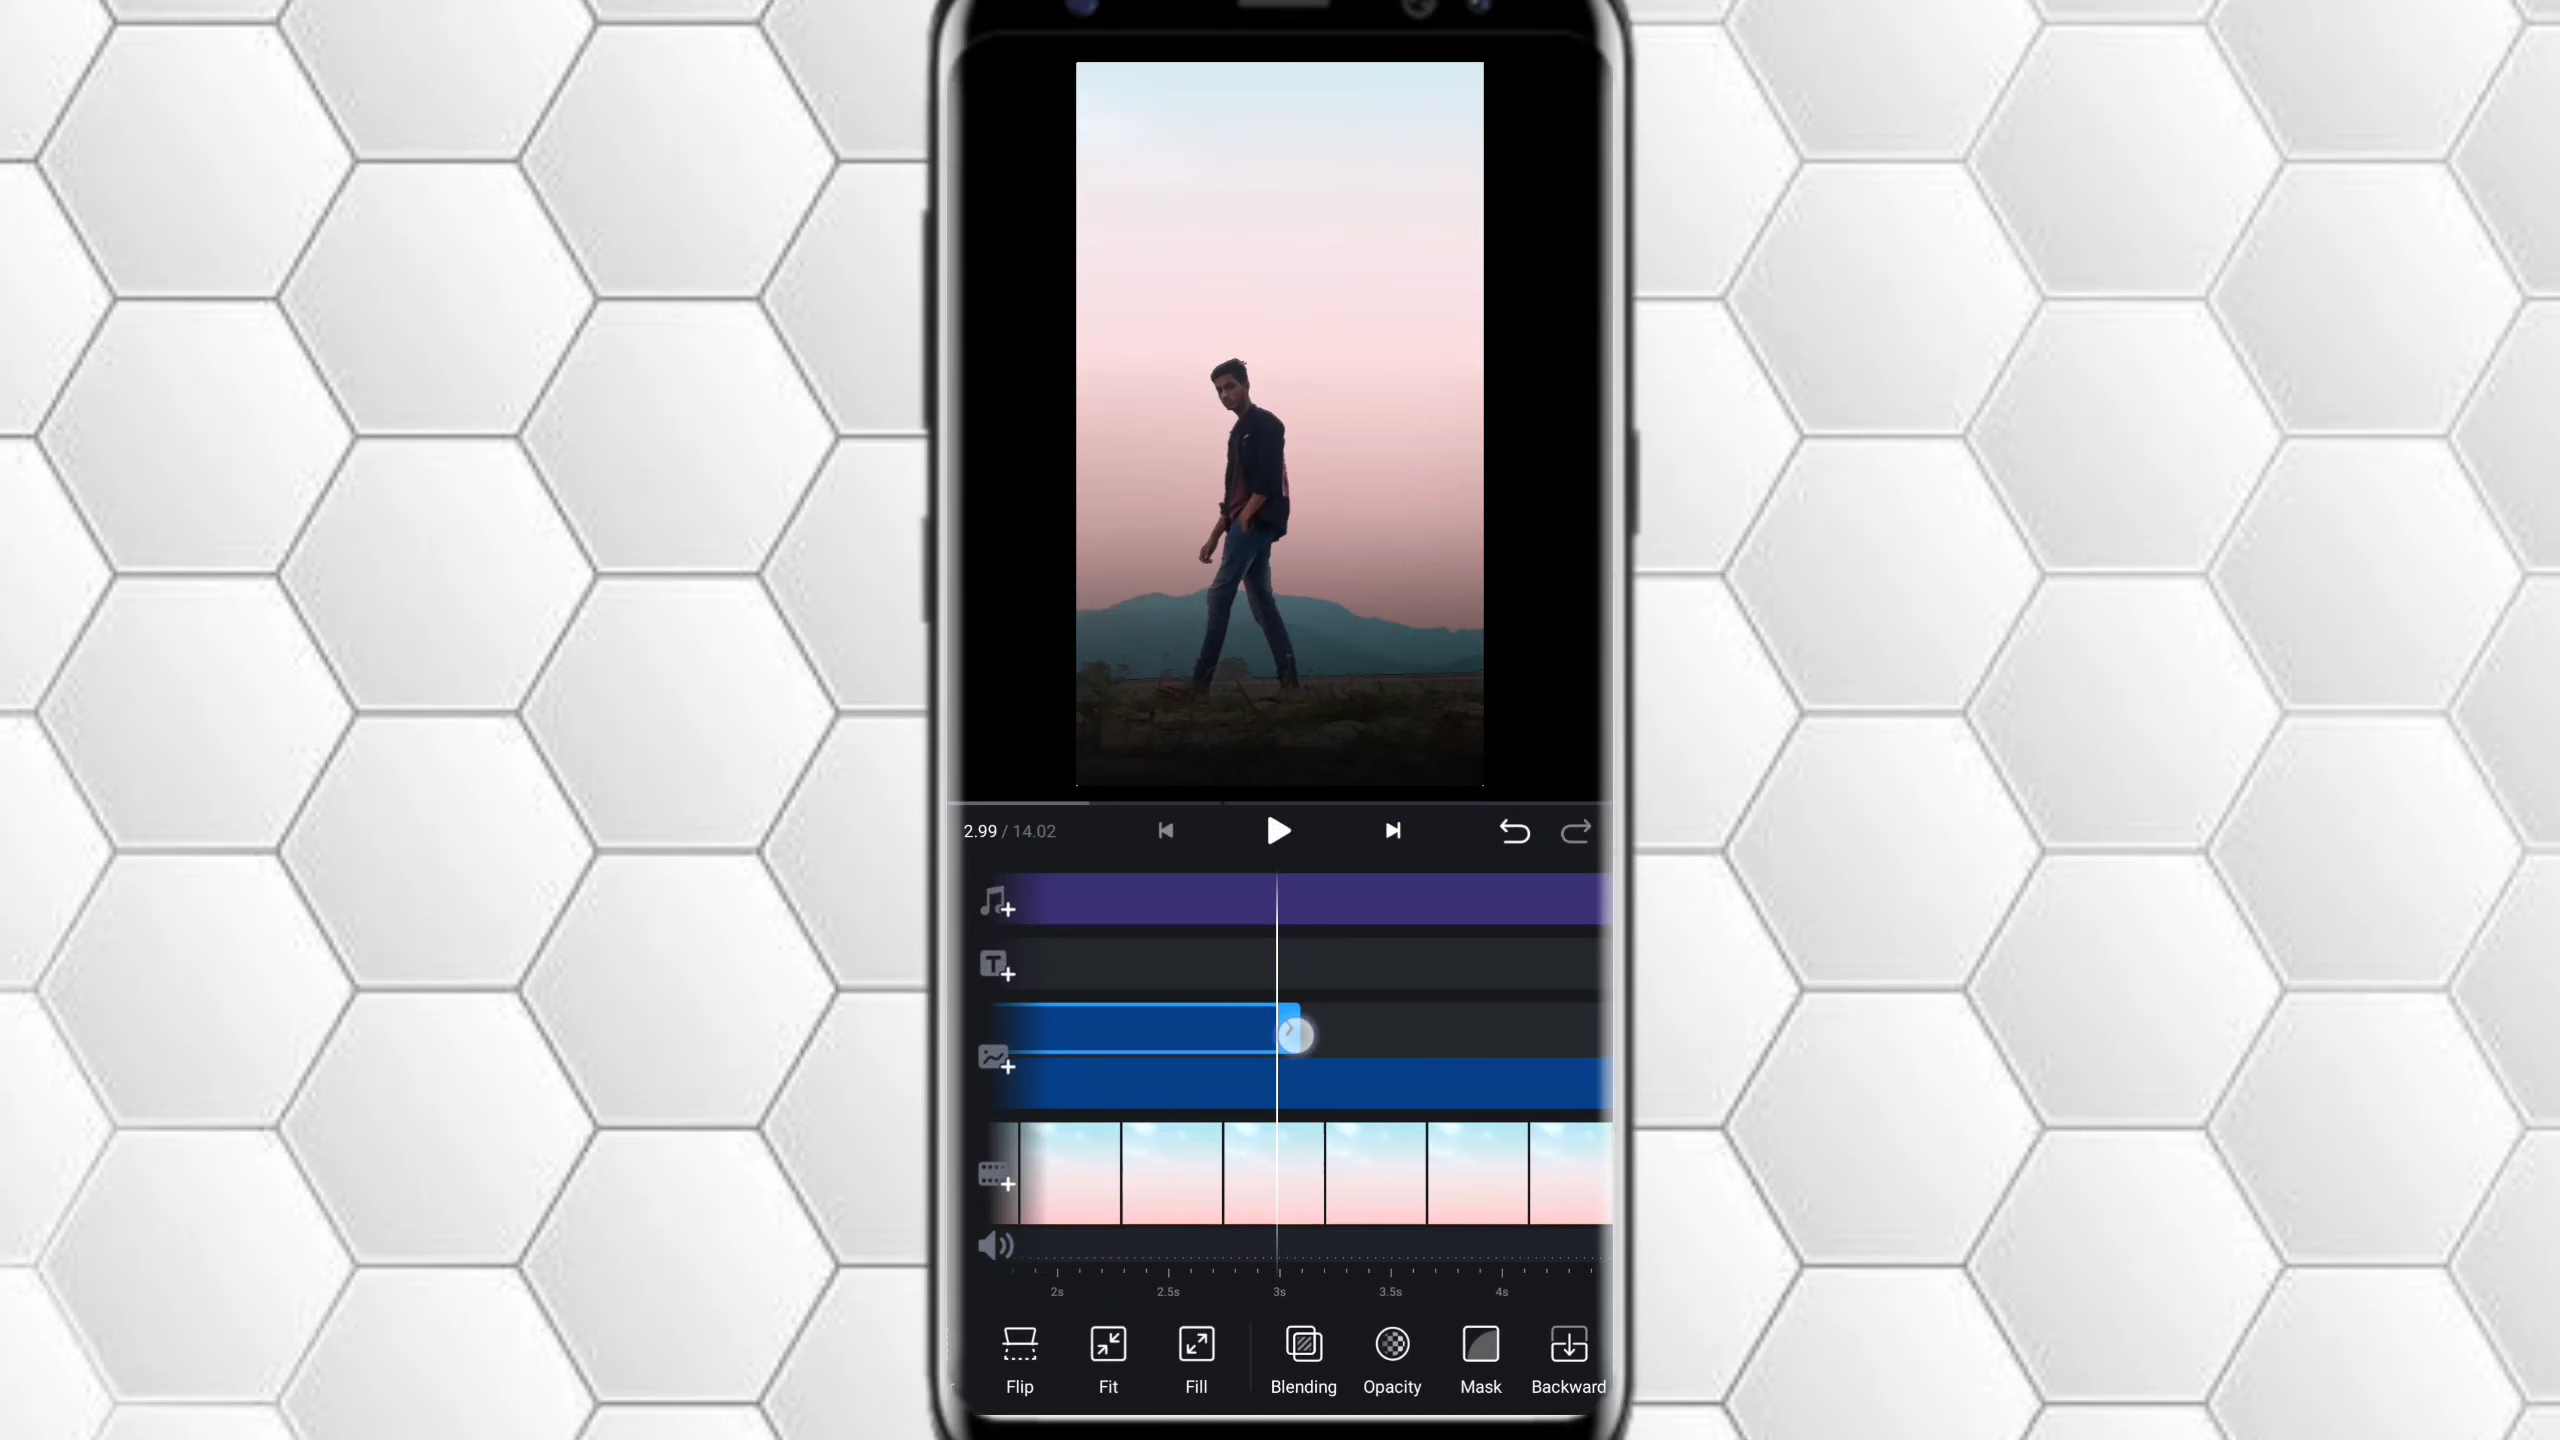 2.99 / 14.02
T
2s 2.5s 3s 3.5s 4s
Flip Fit Fill Blending Opacity Mask Backward